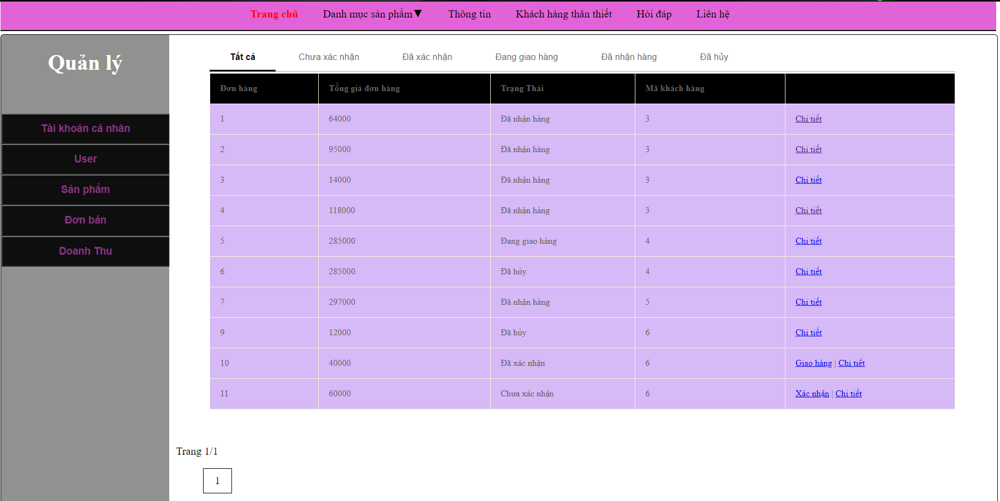 Trang chủ Danh mục sản phẩm▼ Thông tin Khách hàng thân thiết Hỏi đáp Liên hệ
Quản lý
Tài khoản cá nhân
User
Sản phẩm
Đơn bán
Doanh Thu
Tất cả Chưa xác nhận Đã xác nhận Đang giao hàng Đã nhận hàng Đã hủy
Đơn hàng Tổng giá đơn hàng Trạng Thái Mã khách hàng
1 64000 Đã nhận hàng 3 Chi tiết
2 95000 Đã nhận hàng 3 Chi tiết
3 14000 Đã nhận hàng 3 Chi tiết
4 118000 Đã nhận hàng 3 Chi tiết
5 285000 Đang giao hàng 4 Chi tiết
6 285000 Đã hủy 4 Chi tiết
7 297000 Đã nhận hàng 5 Chi tiết
9 12000 Đã hủy 6 Chi tiết
10 40000 Đã xác nhận 6 Giao hàng | Chi tiết
11 60000 Chưa xác nhận 6 Xác nhận | Chi tiết
Trang 1/1
1